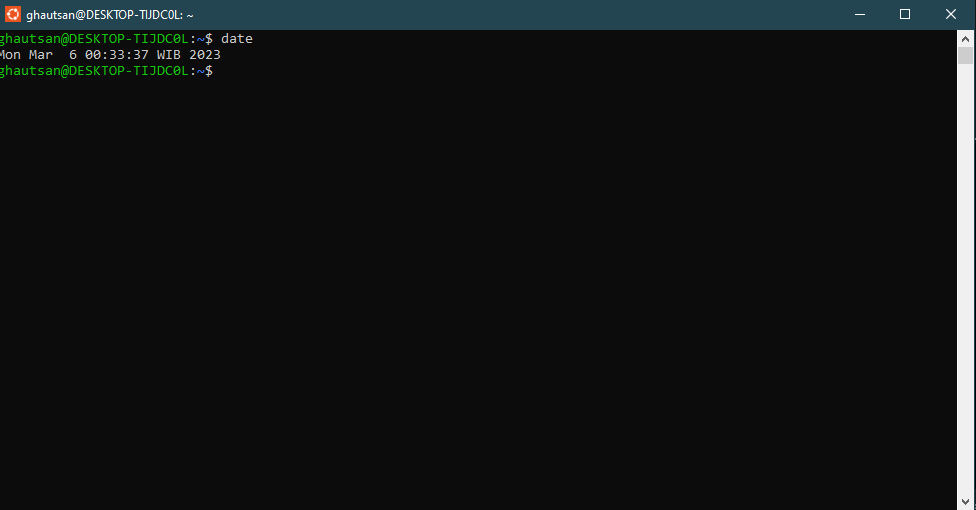 ghautsan@DESKTOP-TIJDC0L: ~
ghautsan@DESKTOP-TIJDC0L:~$ date
Mon Mar  6 00:33:37 WIB 2023
ghautsan@DESKTOP-TIJDC0L:~$